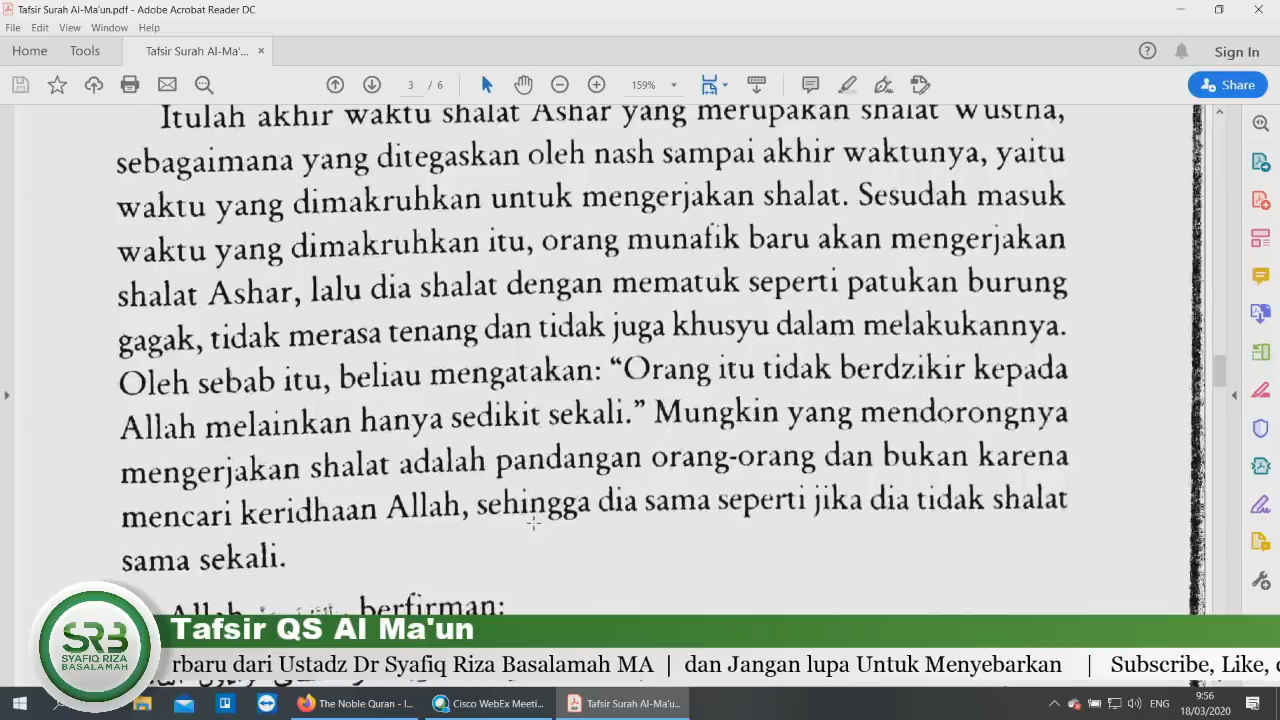 Tafsir Surah Al-Ma'un.pdf - Adobe Acrobat Reader DC
File Edit View Window Help
Home Tools Tafsir Surah Al-Ma'... × Sign In
3 / 6 159% Share
Itulah akhir waktu shalat Ashar yang merupakan shalat Wustha,
sebagaimana yang ditegaskan oleh nash sampai akhir waktunya, yaitu
waktu yang dimakruhkan untuk mengerjakan shalat. Sesudah masuk
waktu yang dimakruhkan itu, orang munafik baru akan mengerjakan
shalat Ashar, lalu dia shalat dengan mematuk seperti patukan burung
gagak, tidak merasa tenang dan tidak juga khusyu dalam melakukannya.
Oleh sebab itu, beliau mengatakan: “Orang itu tidak berdzikir kepada
Allah melainkan hanya sedikit sekali.” Mungkin yang mendorongnya
mengerjakan shalat adalah pandangan orang-orang dan bukan karena
mencari keridhaan Allah, sehingga dia sama seperti jika dia tidak shalat
sama sekali.
Allah berfirman:
Tafsir QS Al Ma'un
SRB
SYAFIQ RIZA
BASALAMAH
rbaru dari Ustadz Dr Syafiq Riza Basalamah MA | dan Jangan lupa Untuk Menyebarkan | Subscribe, Like, d
The Noble Quran - I... Cisco WebEx Meeti... Tafsir Surah Al-Ma'u... ENG 9:56
18/03/2020